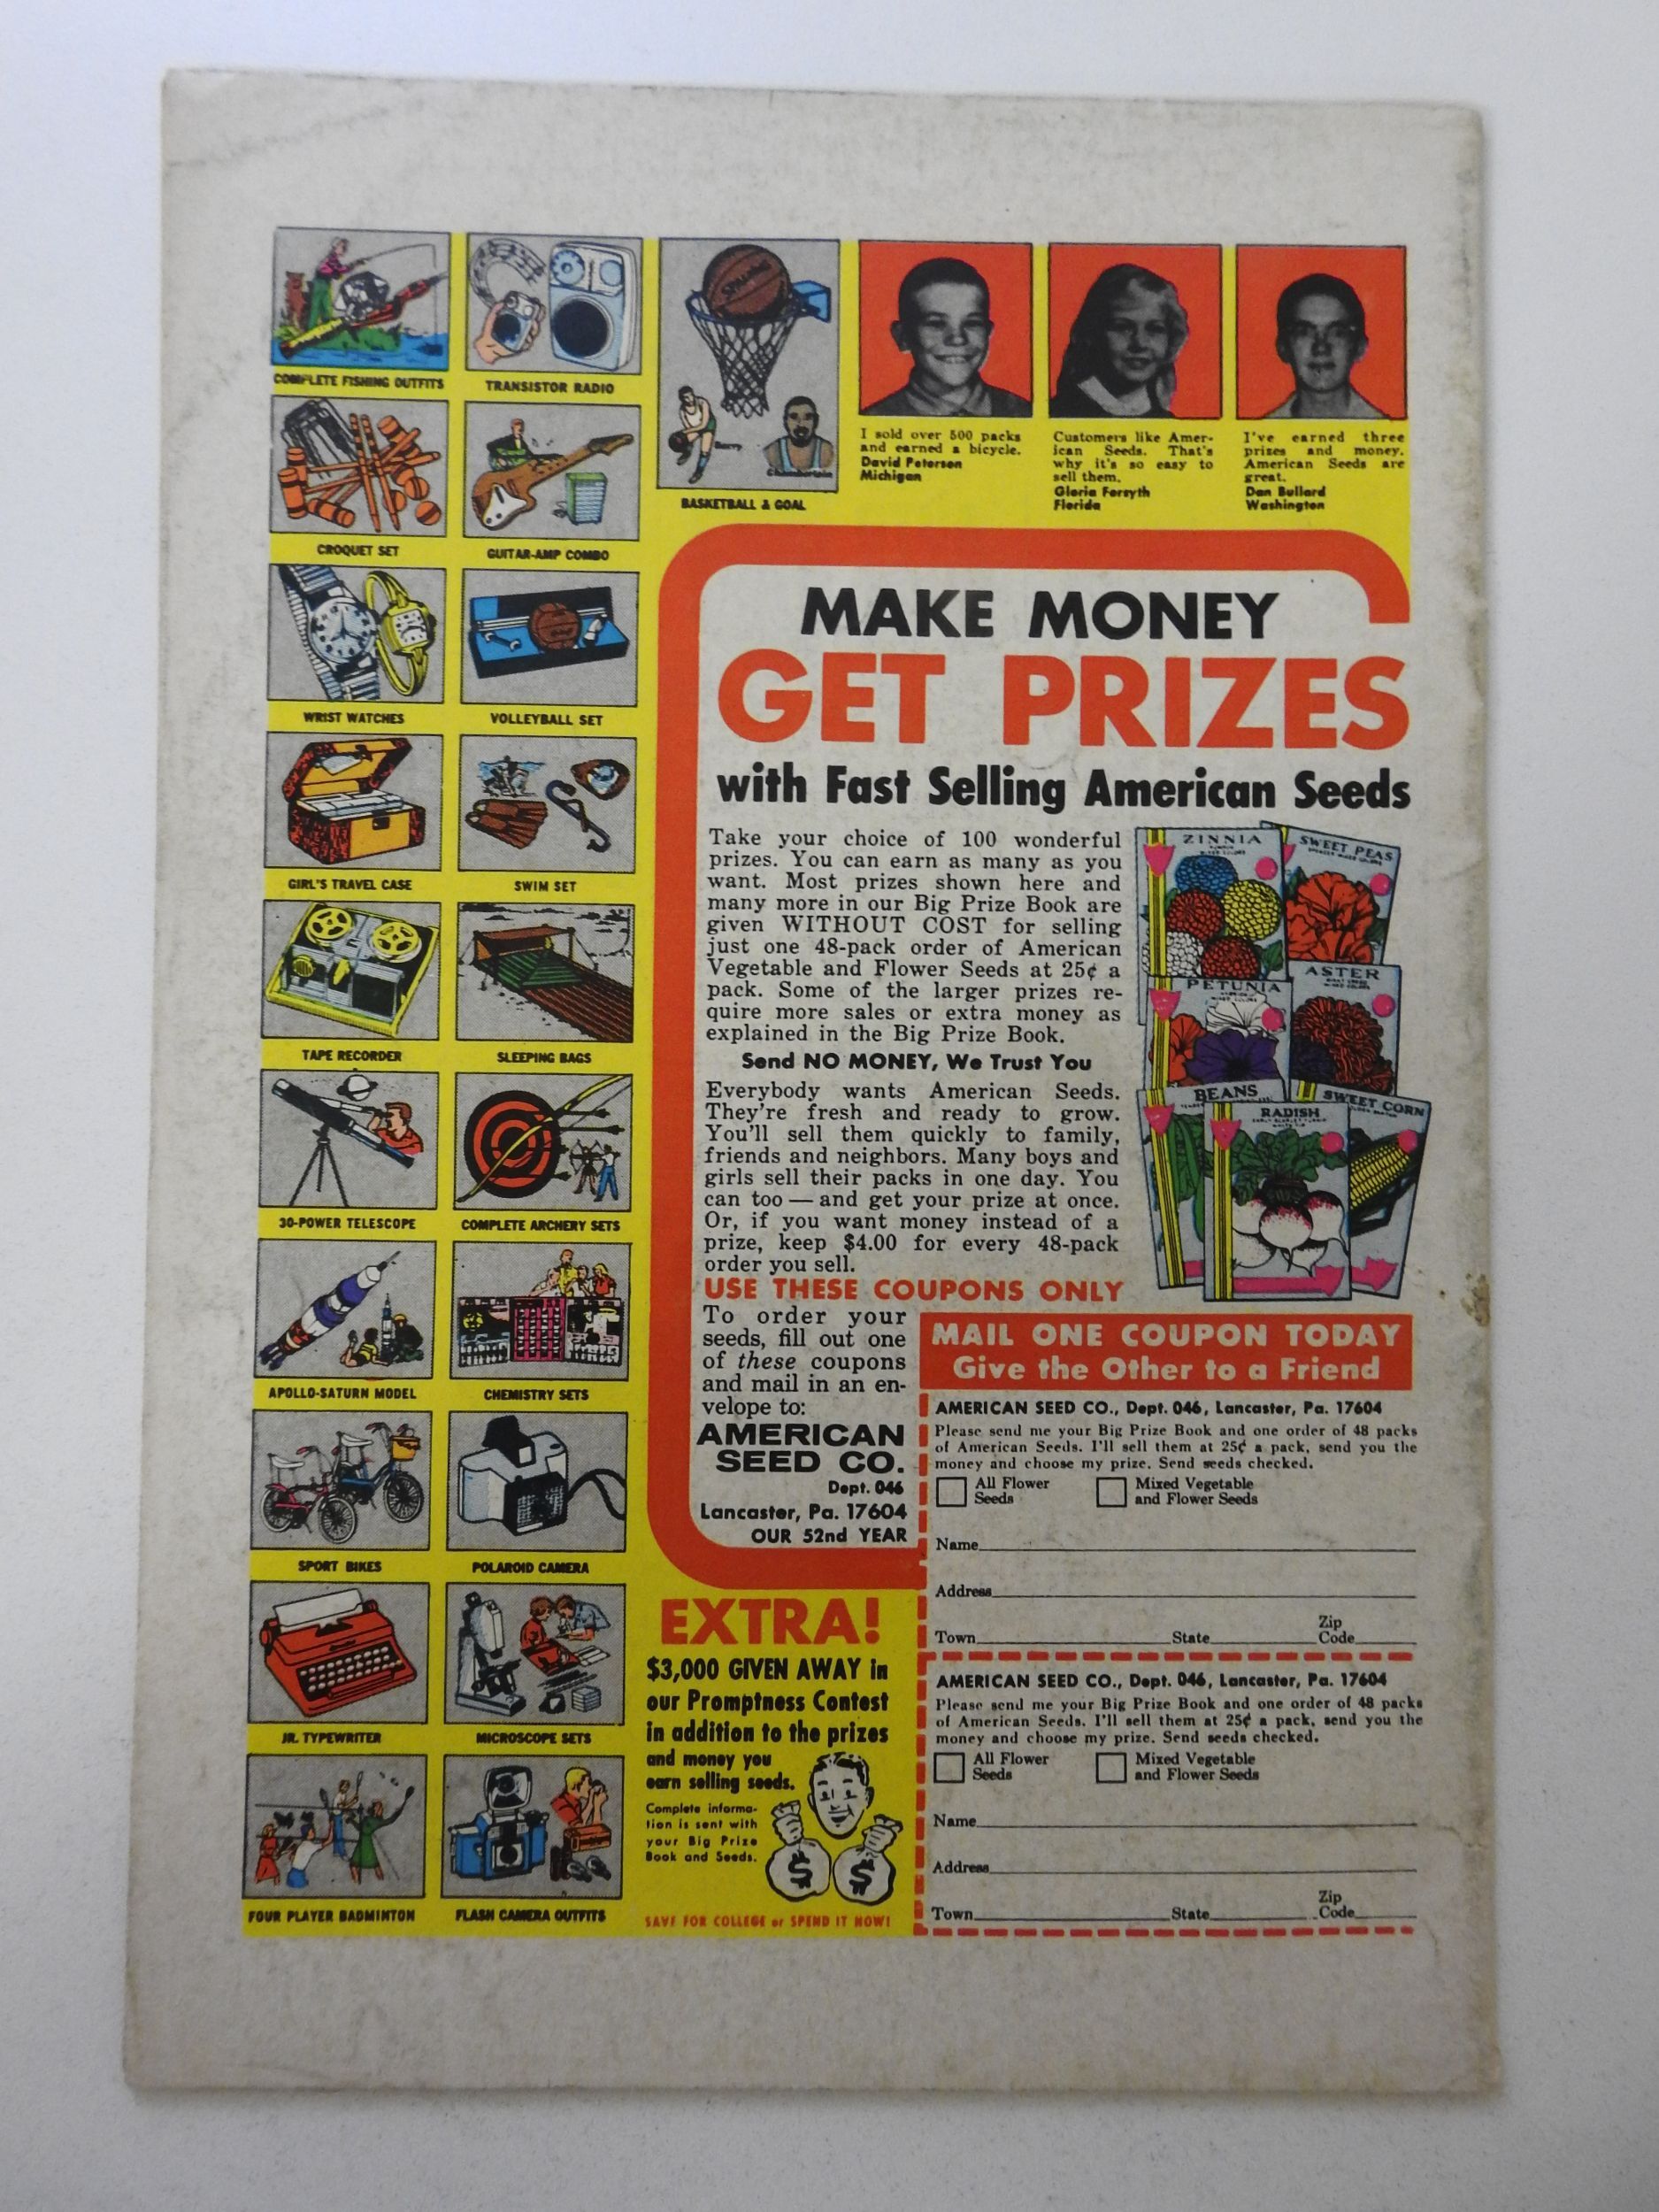 COMPLETE FISHING OUTFITS
TRANSISTOR RADIO
CROQUET SET
GUITAR-AMP COMBO
WRIST WATCHES
VOLLEYBALL SET
GIRL'S TRAVEL CASE
SWIM SET
TAPE RECORDER
SLEEPING BAGS
30-POWER TELESCOPE
COMPLETE ARCHERY SETS
APOLLO-SATURN MODEL
CHEMISTRY SETS
SPORT BIKES
POLAROID CAMERA
JR. TYPEWRITER
MICROSCOPE SETS
FOUR PLAYER BADMINTON
FLASH CAMERA OUTFITS
Spalding
Barry
Chamberlain
BASKETBALL & GOAL
I sold over 500 packs
and earned a bicycle.
David Peterson
Michigan
Customers like Amer-
ican Seeds. That's
why it's so easy to
sell them.
Gloria Forsyth
Florida
I've earned three
prizes and money.
American Seeds are
great.
Dan Bullard
Washington
MAKE MONEY
GET PRIZES
with Fast Selling American Seeds
Take your choice of 100 wonderful
prizes. You can earn as many as you
want. Most prizes shown here and
many more in our Big Prize Book are
given WITHOUT COST for selling
just one 48-pack order of American
Vegetable and Flower Seeds at 25¢ a
pack. Some of the larger prizes re-
quire more sales or extra money as
explained in the Big Prize Book.
Send NO MONEY, We Trust You
Everybody wants American Seeds.
They're fresh and ready to grow.
You'll sell them quickly to family,
friends and neighbors. Many boys and
girls sell their packs in one day. You
can too — and get your prize at once.
Or, if you want money instead of a
prize, keep $4.00 for every 48-pack
order you sell.
ZINNIA
SWEET PEAS
PETUNIA
ASTER
BEANS
RADISH
SWEET CORN
USE THESE COUPONS ONLY
To order your
seeds, fill out one
of these coupons
and mail in an en-
velope to:
AMERICAN
SEED CO.
Dept. 046
Lancaster, Pa. 17604
OUR 52nd YEAR
MAIL ONE COUPON TODAY
Give the Other to a Friend
AMERICAN SEED CO., Dept. 046, Lancaster, Pa. 17604
Please send me your Big Prize Book and one order of 48 packs
of American Seeds. I'll sell them at 25¢ a pack, send you the
money and choose my prize. Send seeds checked.
All Flower
Seeds
Mixed Vegetable
and Flower Seeds
Name
Address
Town State Zip Code
AMERICAN SEED CO., Dept. 046, Lancaster, Pa. 17604
Please send me your Big Prize Book and one order of 48 packs
of American Seeds. I'll sell them at 25¢ a pack, send you the
money and choose my prize. Send seeds checked.
All Flower
Seeds
Mixed Vegetable
and Flower Seeds
Name
Address
Town State Zip Code
EXTRA!
$3,000 GIVEN AWAY in
our Promptness Contest
in addition to the prizes
and money you
earn selling seeds.
Complete informa-
tion is sent with
your Big Prize
Book and Seeds.
$ $
SAVE FOR COLLEGE or SPEND IT NOW!